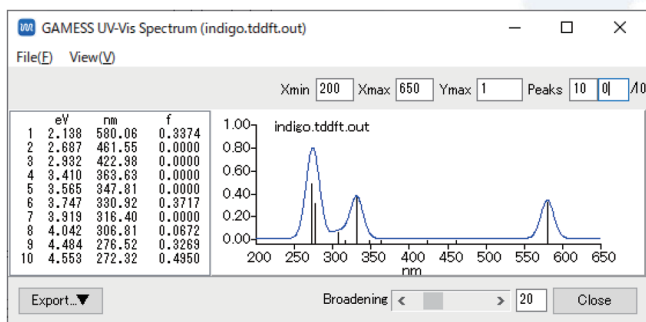 GAMESS UV-Vis Spectrum (indigo.tddft.out)
File(F) View(V)
Xmin 200 Xmax 650 Ymax 1 Peaks 10 0 /10
eV nm f
1 2.138 580.06 0.3374
2 2.687 461.55 0.0000
3 2.932 422.98 0.0000
4 3.410 363.63 0.0000
5 3.565 347.81 0.0000
6 3.747 330.92 0.3717
7 3.919 316.40 0.0000
8 4.042 306.81 0.0672
9 4.484 276.52 0.3269
10 4.553 272.32 0.4950
indigo.tddft.out
1.00
0.80
0.60
0.40
0.20
0.00
200 250 300 350 400 450 500 550 600 650
nm
Export...▼
Broadening < > 20 Close